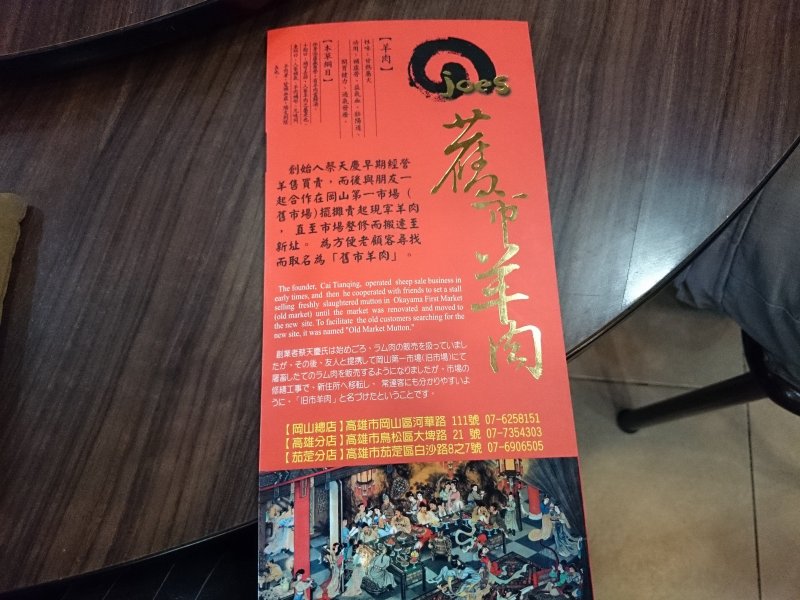 joes
舊市羊肉
【羊肉】
性味：甘熱屬火
【本草綱目】
創始人蔡天慶早期經營
羊售買賣，而後與朋友一
起合作在岡山第一市場（
舊市場)擺攤賣起現宰羊肉
，直至市場整修而搬遷至
新址。為方便老顧客尋找
而取名為「舊市羊肉」。
The founder, Cai Tianqing, operated sheep sale business in
early times, and then he cooperated with friends to set a stall
selling freshly slaughtered mutton in Okayama First Market
(old market) until the market was renovated and moved to
the new site. To facilitate the old customers searching for the
new site, it was named "Old Market Mutton."
創業者蔡天慶氏は始めごろ、ラム肉の販売を扱っていまし
たが、その後、友人と提携して岡山第一市場(旧市場)にて
屠畜したてのラム肉を販売するようになりましたが、市場の
修繕工事で、新住所へ移転し、常連客にも分かりやすいよ
うに、「旧市羊肉」と名づけたということです。
【岡山總店】高雄市岡山區河華路 111號 07-6258151
【高雄分店】高雄市鳥松區大埤路 21 號 07-7354303
【茄萣分店】高雄市茄萣區白沙路8之7號 07-6906505